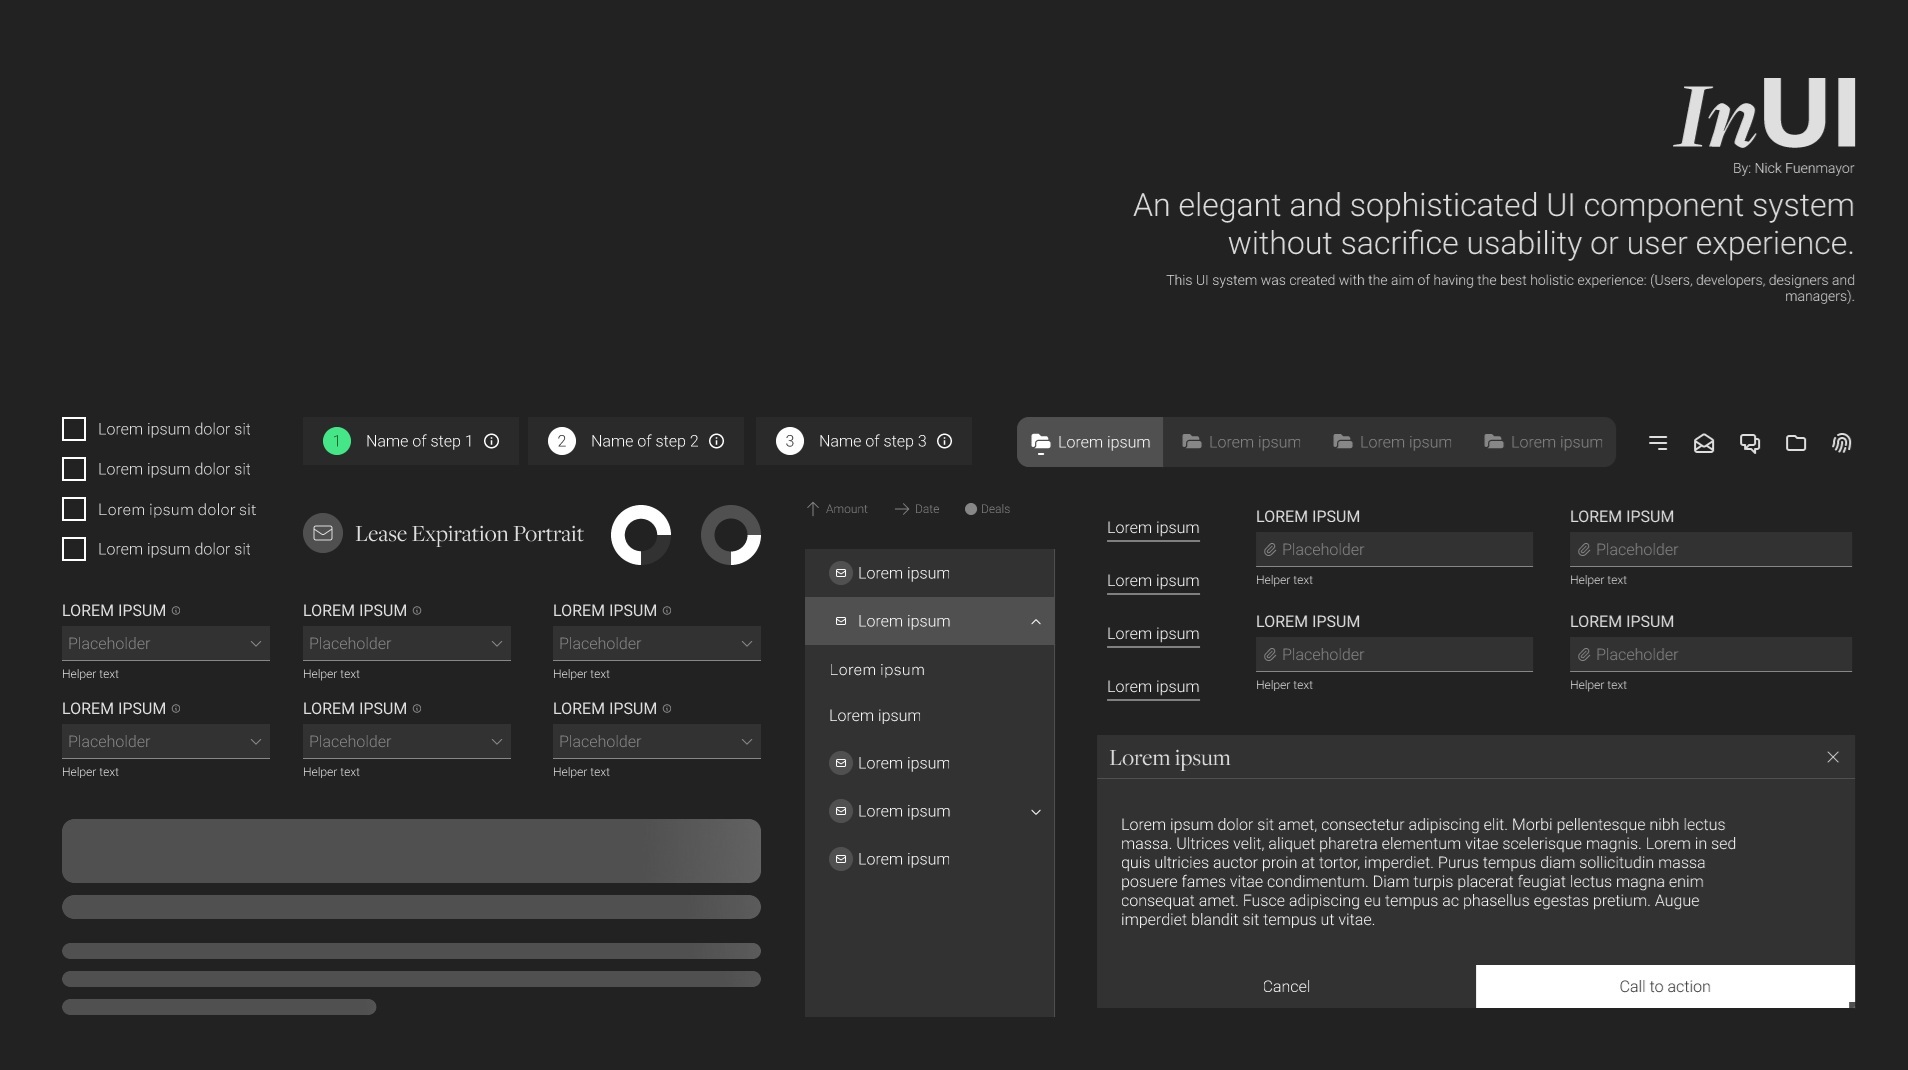 InUI
By: Nick Fuenmayor
An elegant and sophisticated UI component system
without sacrifice usability or user experience.
This UI system was created with the aim of having the best holistic experience: (Users, developers, designers and
managers).
Lorem ipsum dolor sit
Lorem ipsum dolor sit
Lorem ipsum dolor sit
Lorem ipsum dolor sit
1 Name of step 1
2 Name of step 2
3 Name of step 3
Lorem ipsum
Lorem ipsum
Lorem ipsum
Lorem ipsum
Lease Expiration Portrait
Amount
Date
Deals
LOREM IPSUM
Placeholder
Helper text
LOREM IPSUM
Placeholder
Helper text
LOREM IPSUM
Placeholder
Helper text
LOREM IPSUM
Placeholder
Helper text
LOREM IPSUM
Placeholder
Helper text
LOREM IPSUM
Placeholder
Helper text
Lorem ipsum
Lorem ipsum
Lorem ipsum
Lorem ipsum
Lorem ipsum
Lorem ipsum
Lorem ipsum
Lorem ipsum
Lorem ipsum
Lorem ipsum
Lorem ipsum
LOREM IPSUM
Placeholder
Helper text
LOREM IPSUM
Placeholder
Helper text
LOREM IPSUM
Placeholder
Helper text
LOREM IPSUM
Placeholder
Helper text
Lorem ipsum
Lorem ipsum dolor sit amet, consectetur adipiscing elit. Morbi pellentesque nibh lectus
massa. Ultrices velit, aliquet pharetra elementum vitae scelerisque magnis. Lorem in sed
quis ultricies auctor proin at tortor, imperdiet. Purus tempus diam sollicitudin massa
posuere fames vitae condimentum. Diam turpis placerat feugiat lectus magna enim
consequat amet. Fusce adipiscing eu tempus ac phasellus egestas pretium. Augue
imperdiet blandit sit tempus ut vitae.
Cancel
Call to action